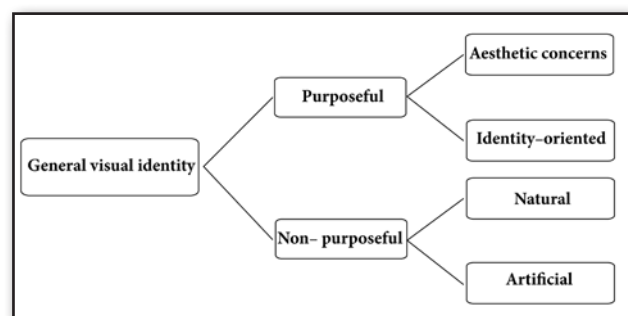 Aesthetic concerns
Purposeful
Identity–oriented
General visual identity
Natural
Non– purposeful
Artificial